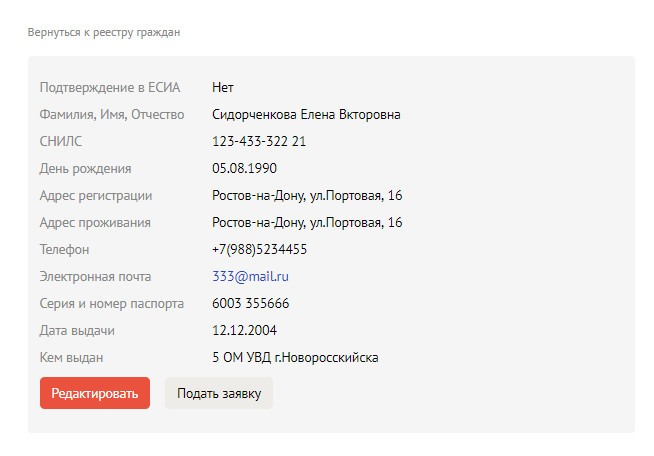 Вернуться к реестру граждан
Подтверждение в ЕСИА Нет
Фамилия, Имя, Отчество Сидорченкова Елена Вкторовна
СНИЛС 123-433-322 21
День рождения 05.08.1990
Адрес регистрации Ростов-на-Дону, ул.Портовая, 16
Адрес проживания Ростов-на-Дону, ул.Портовая, 16
Телефон +7(988)5234455
Электронная почта 333@mail.ru
Серия и номер паспорта 6003 355666
Дата выдачи 12.12.2004
Кем выдан 5 ОМ УВД г.Новоросскийска
Редактировать Подать заявку